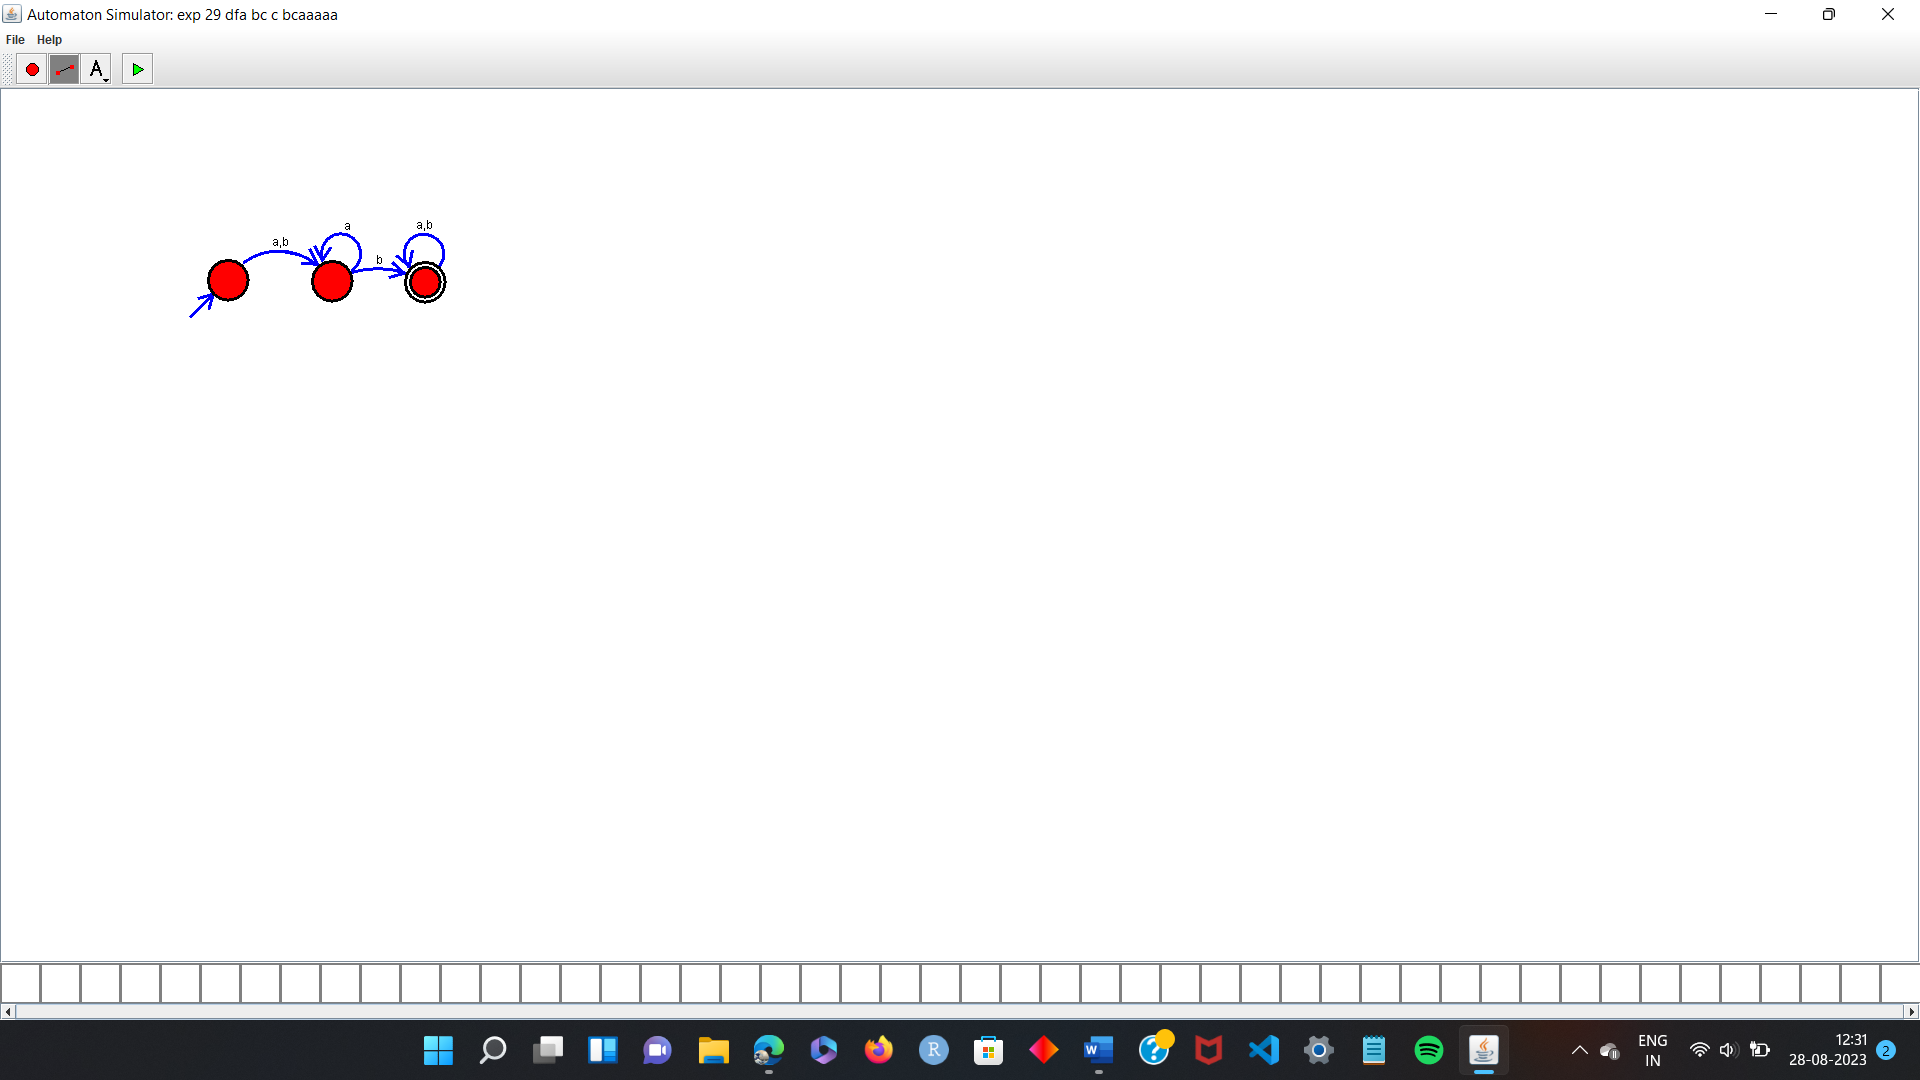 Automaton Simulator: exp 29 dfa bc c bcaaaaa
File Help
A
a,b
a
b
a,b
R
W
?
ENG
IN
12:31
28-08-2023
2